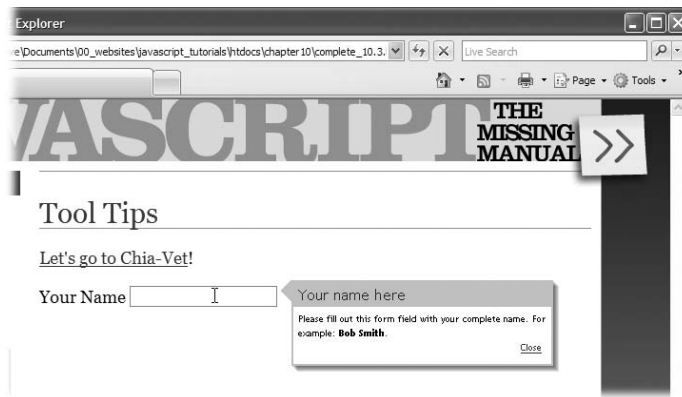 Explorer
\Documents\00_websites\javascript_tutorials\htdocs\chapter10\complete_10.3.
Live Search
Page
Tools
VASCRIPT
THE
MISSING
MANUAL
Tool Tips
Let's go to Chia-Vet!
Your Name
Your name here
Please fill out this form field with your complete name. For
example: Bob Smith.
Close